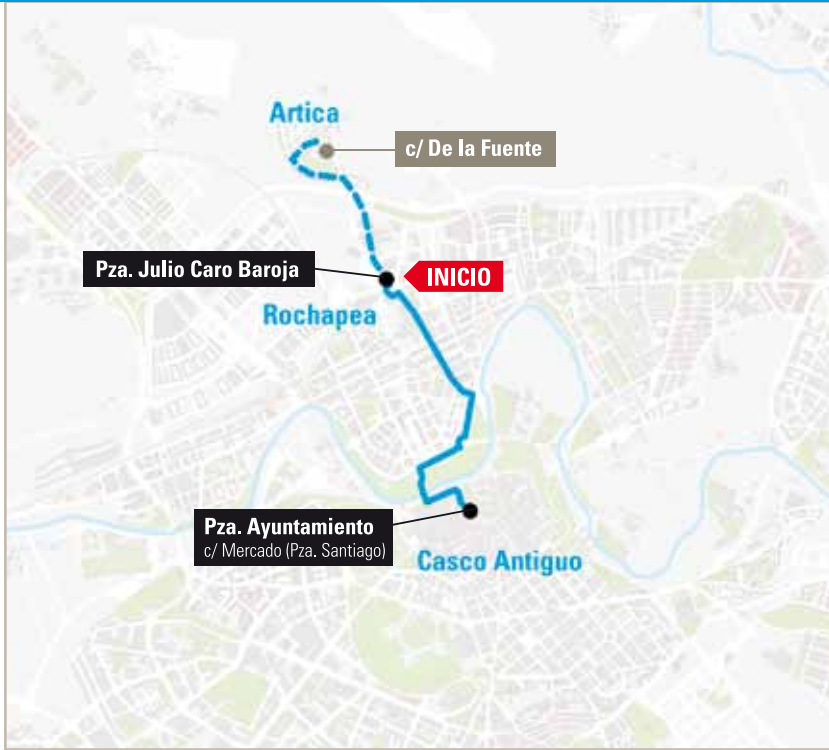 Artica
c/ De la Fuente
Pza. Julio Caro Baroja
INICIO
Rochapea
Pza. Ayuntamiento
c/ Mercado (Pza. Santiago)
Casco Antiguo